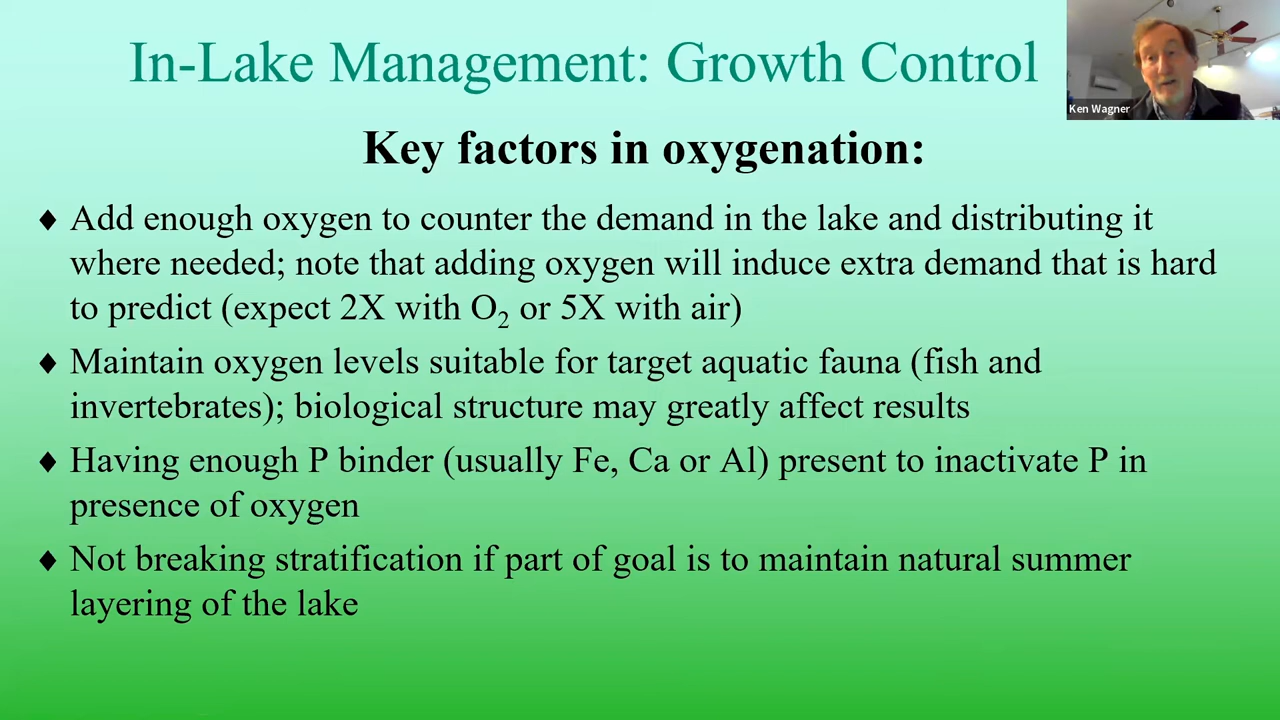 In-Lake Management: Growth Control
Ken Wagner
Key factors in oxygenation:
♦ Add enough oxygen to counter the demand in the lake and distributing it
where needed; note that adding oxygen will induce extra demand that is hard
to predict (expect 2X with O₂ or 5X with air)
♦ Maintain oxygen levels suitable for target aquatic fauna (fish and
invertebrates); biological structure may greatly affect results
♦ Having enough P binder (usually Fe, Ca or Al) present to inactivate P in
presence of oxygen
♦ Not breaking stratification if part of goal is to maintain natural summer
layering of the lake